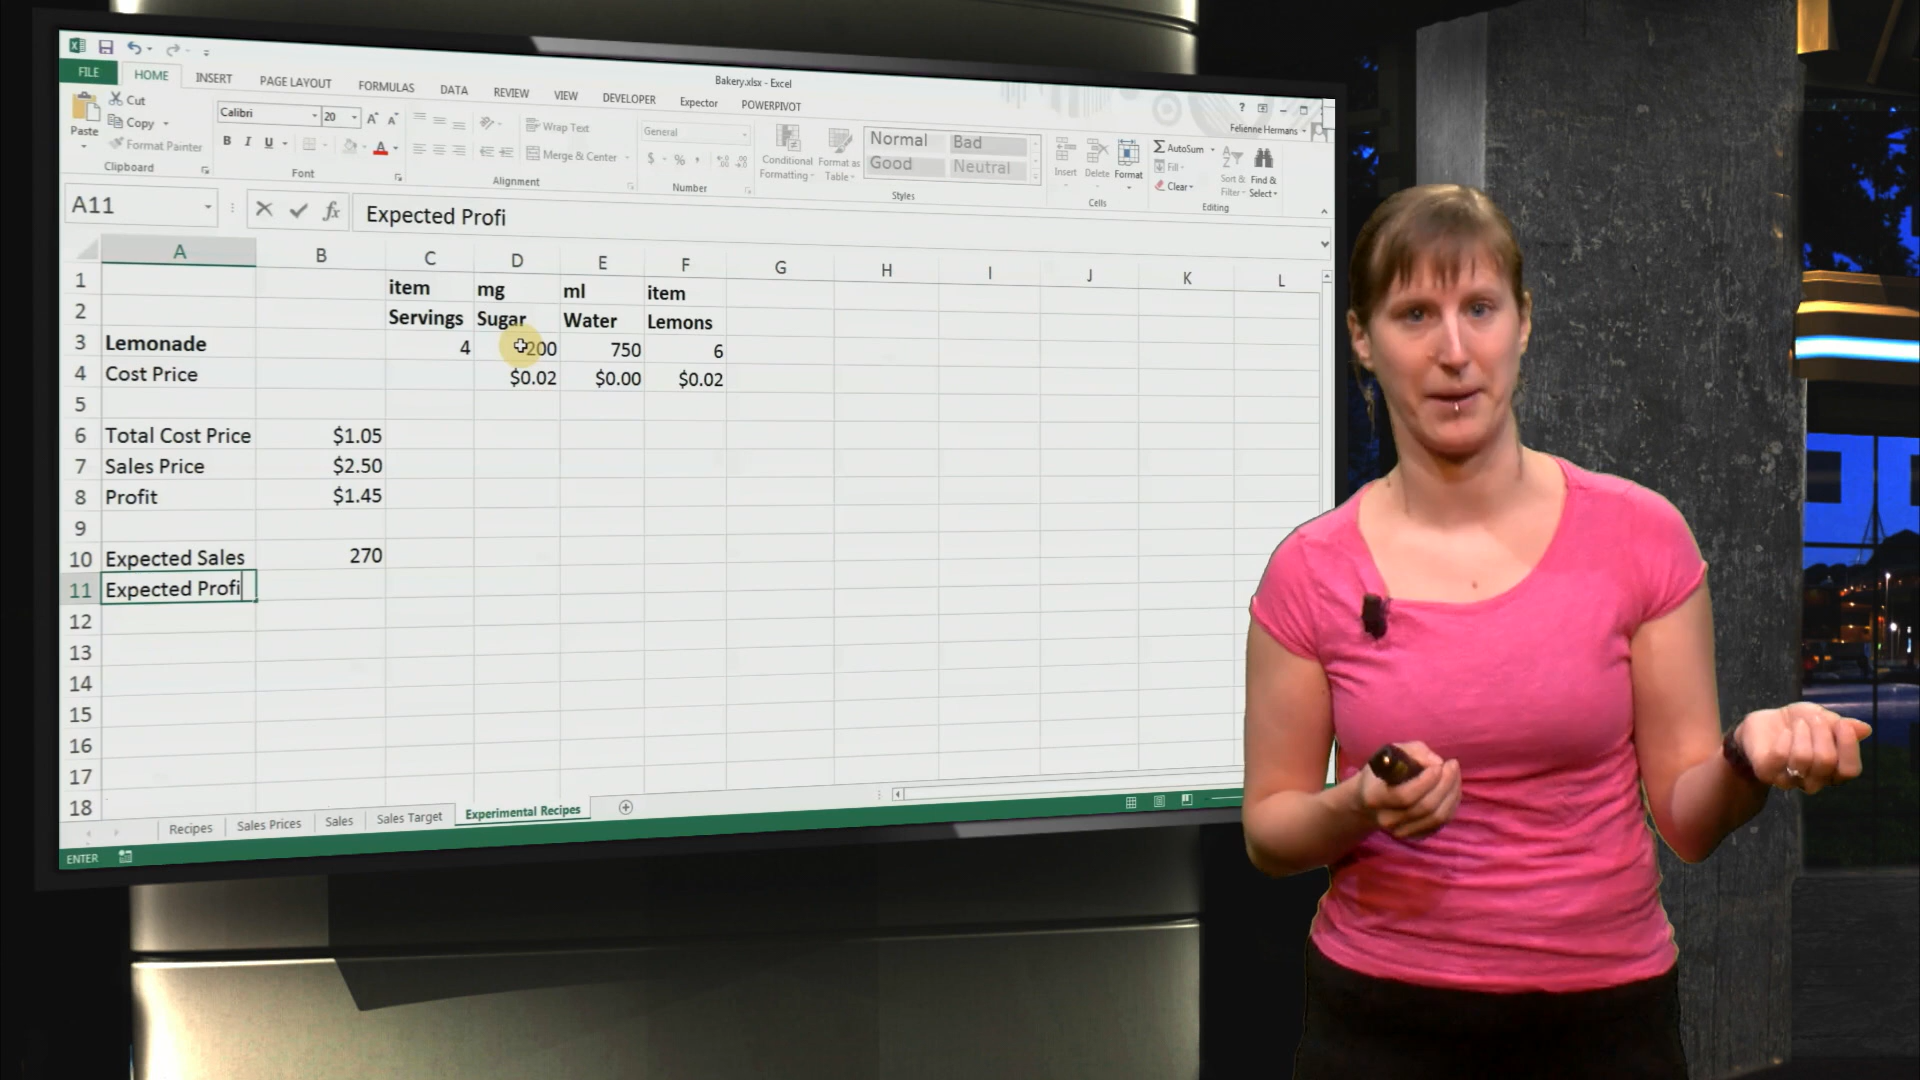 Bakery.xlsx - Excel
FILE HOME INSERT PAGE LAYOUT FORMULAS DATA REVIEW VIEW DEVELOPER Expector POWERPIVOT
Felienne Hermans
Paste
Cut
Copy
Format Painter
Clipboard
Calibri 20
B I U
Font
Wrap Text
Merge & Center
Alignment
General
$ %
Number
Conditional Formatting
Format as Table
Normal Bad
Good Neutral
Styles
Insert Delete Format
Cells
AutoSum
Fill
Clear
Sort & Filter
Find & Select
Editing
A11 fx Expected Profi
A B C D E F G H I J K L
1 item mg ml item
2 Servings Sugar Water Lemons
3 Lemonade 4 200 750 6
4 Cost Price $0.02 $0.00 $0.02
5
6 Total Cost Price $1.05
7 Sales Price $2.50
8 Profit $1.45
9
10 Expected Sales 270
11 Expected Profi
12
13
14
15
16
17
18
Recipes Sales Prices Sales Sales Target Experimental Recipes
ENTER